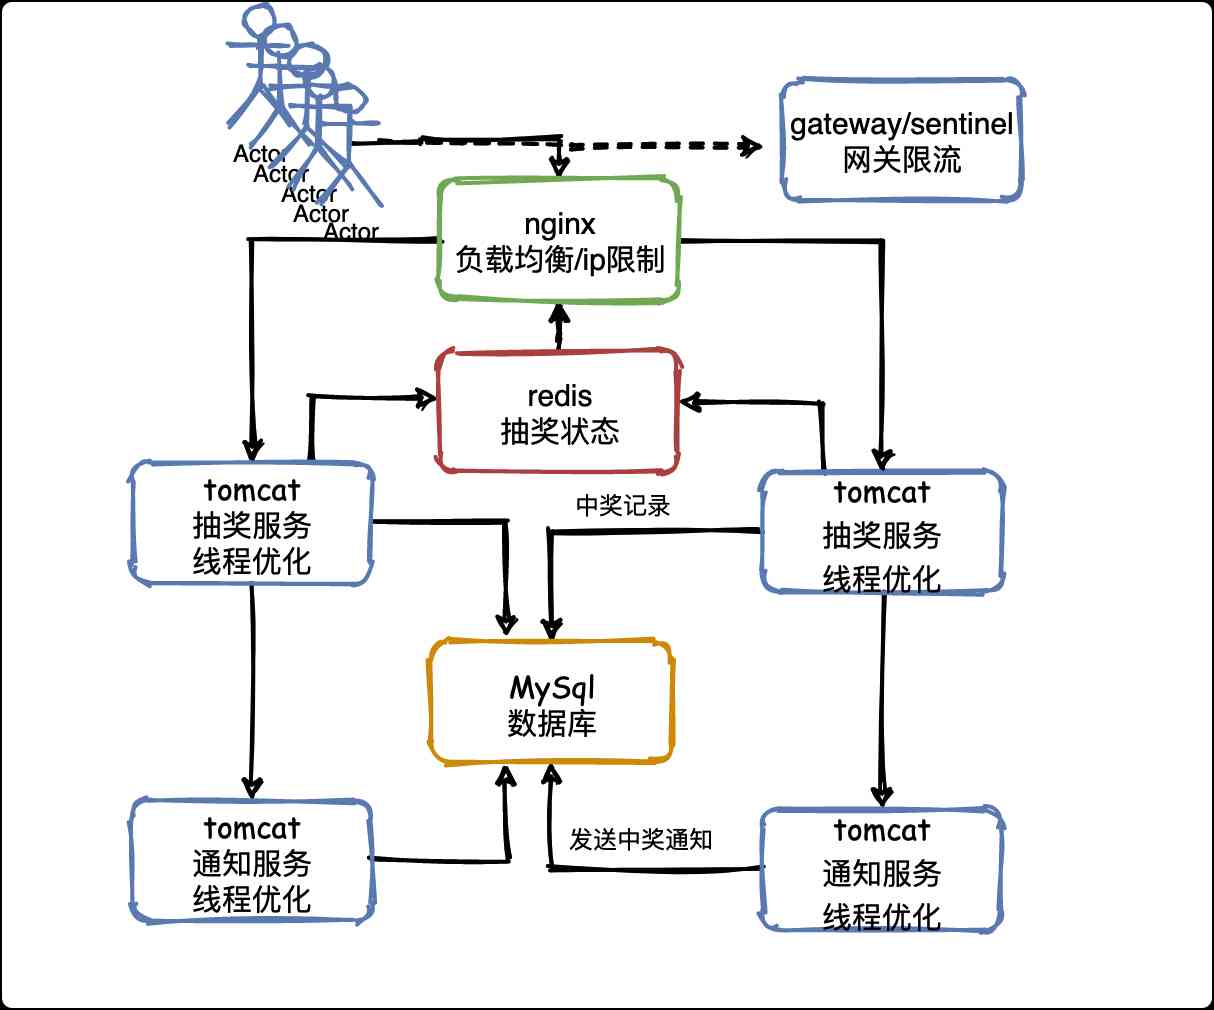 gateway/sentinel
网关限流
Actor
Actor
Actor
Actor
Actor
nginx
负载均衡/ip限制
redis
抽奖状态
tomcat
抽奖服务
线程优化
中奖记录
tomcat
抽奖服务
线程优化
MySql
数据库
tomcat
通知服务
线程优化
发送中奖通知
tomcat
通知服务
线程优化